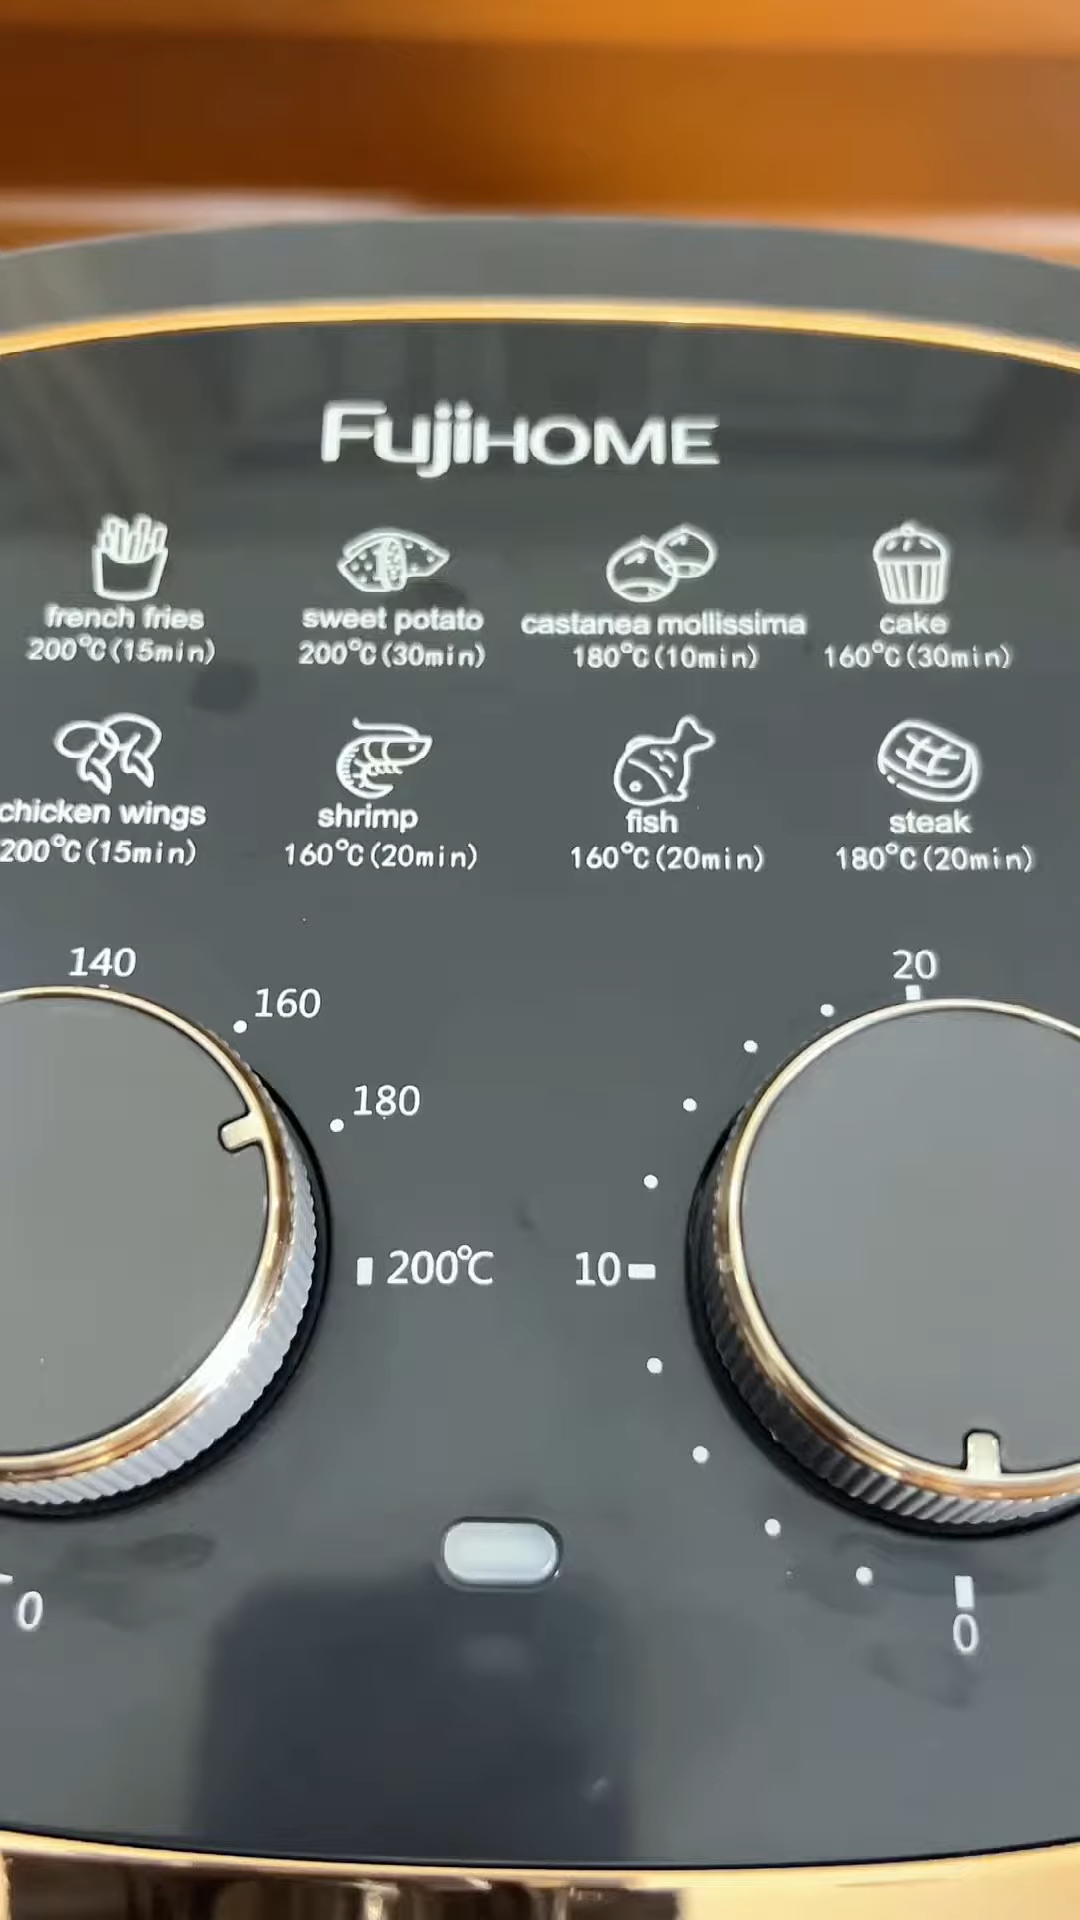 FujiHOME
french fries
200℃(15min)
sweet potato
200℃(30min)
castanea mollissima
180℃(10min)
cake
160℃(30min)
chicken wings
200℃(15min)
shrimp
160℃(20min)
fish
160℃(20min)
steak
180℃(20min)
140
160
180
200℃
0
20
10
0